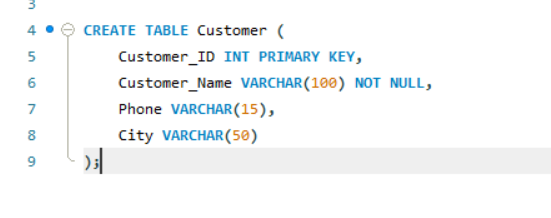 3
4 CREATE TABLE Customer (
5 Customer_ID INT PRIMARY KEY,
6 Customer_Name VARCHAR(100) NOT NULL,
7 Phone VARCHAR(15),
8 City VARCHAR(50)
9 );